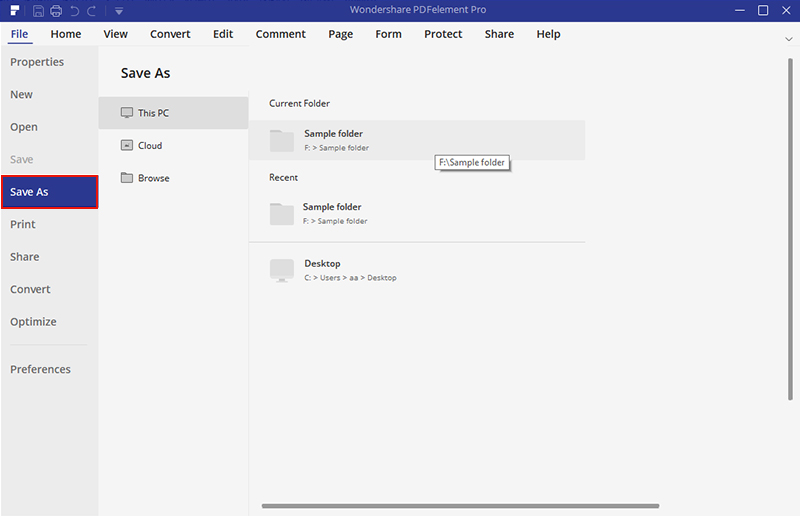 Wondershare PDFelement Pro
File Home View Convert Edit Comment Page Form Protect Share Help
Properties
New
Open
Save
Save As
Print
Share
Convert
Optimize
Preferences
Save As
This PC
Cloud
Browse
Current Folder
Sample folder
F: > Sample folder
F:\Sample folder
Recent
Sample folder
F: > Sample folder
Desktop
C: > Users > aa > Desktop